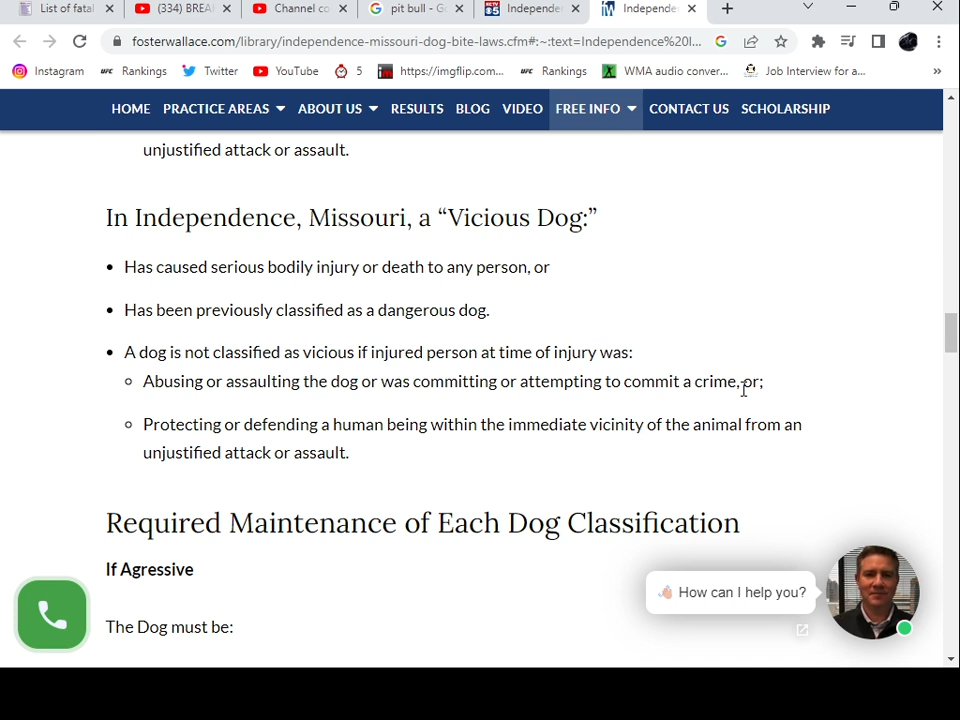 List of fatal
(334) BREA
Channel co
pit bull - Go
Independen
Independen
fosterwallace.com/library/independence-missouri-dog-bite-laws.cfm#:~:text=Independence%20I...
Instagram
UFC Rankings
Twitter
YouTube
5
https://imgflip.com...
UFC Rankings
WMA audio conver...
Job Interview for a...
»
HOME PRACTICE AREAS ABOUT US RESULTS BLOG VIDEO FREE INFO CONTACT US SCHOLARSHIP
unjustified attack or assault.
In Independence, Missouri, a “Vicious Dog:”
• Has caused serious bodily injury or death to any person, or
• Has been previously classified as a dangerous dog.
• A dog is not classified as vicious if injured person at time of injury was:
Abusing or assaulting the dog or was committing or attempting to commit a crime, or;
Protecting or defending a human being within the immediate vicinity of the animal from an
unjustified attack or assault.
Required Maintenance of Each Dog Classification
If Agressive
The Dog must be:
How can I help you?